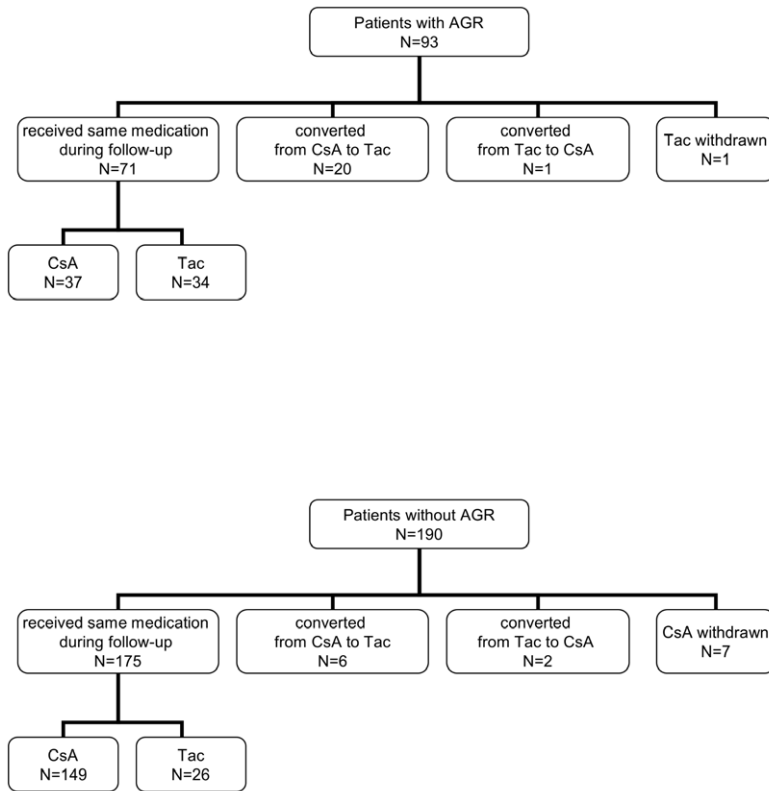 Patients with AGR
N=93
received same medication
during follow-up
N=71
converted
from CsA to Tac
N=20
converted
from Tac to CsA
N=1
Tac withdrawn
N=1
CsA
N=37
Tac
N=34
Patients without AGR
N=190
received same medication
during follow-up
N=175
converted
from CsA to Tac
N=6
converted
from Tac to CsA
N=2
CsA withdrawn
N=7
CsA
N=149
Tac
N=26